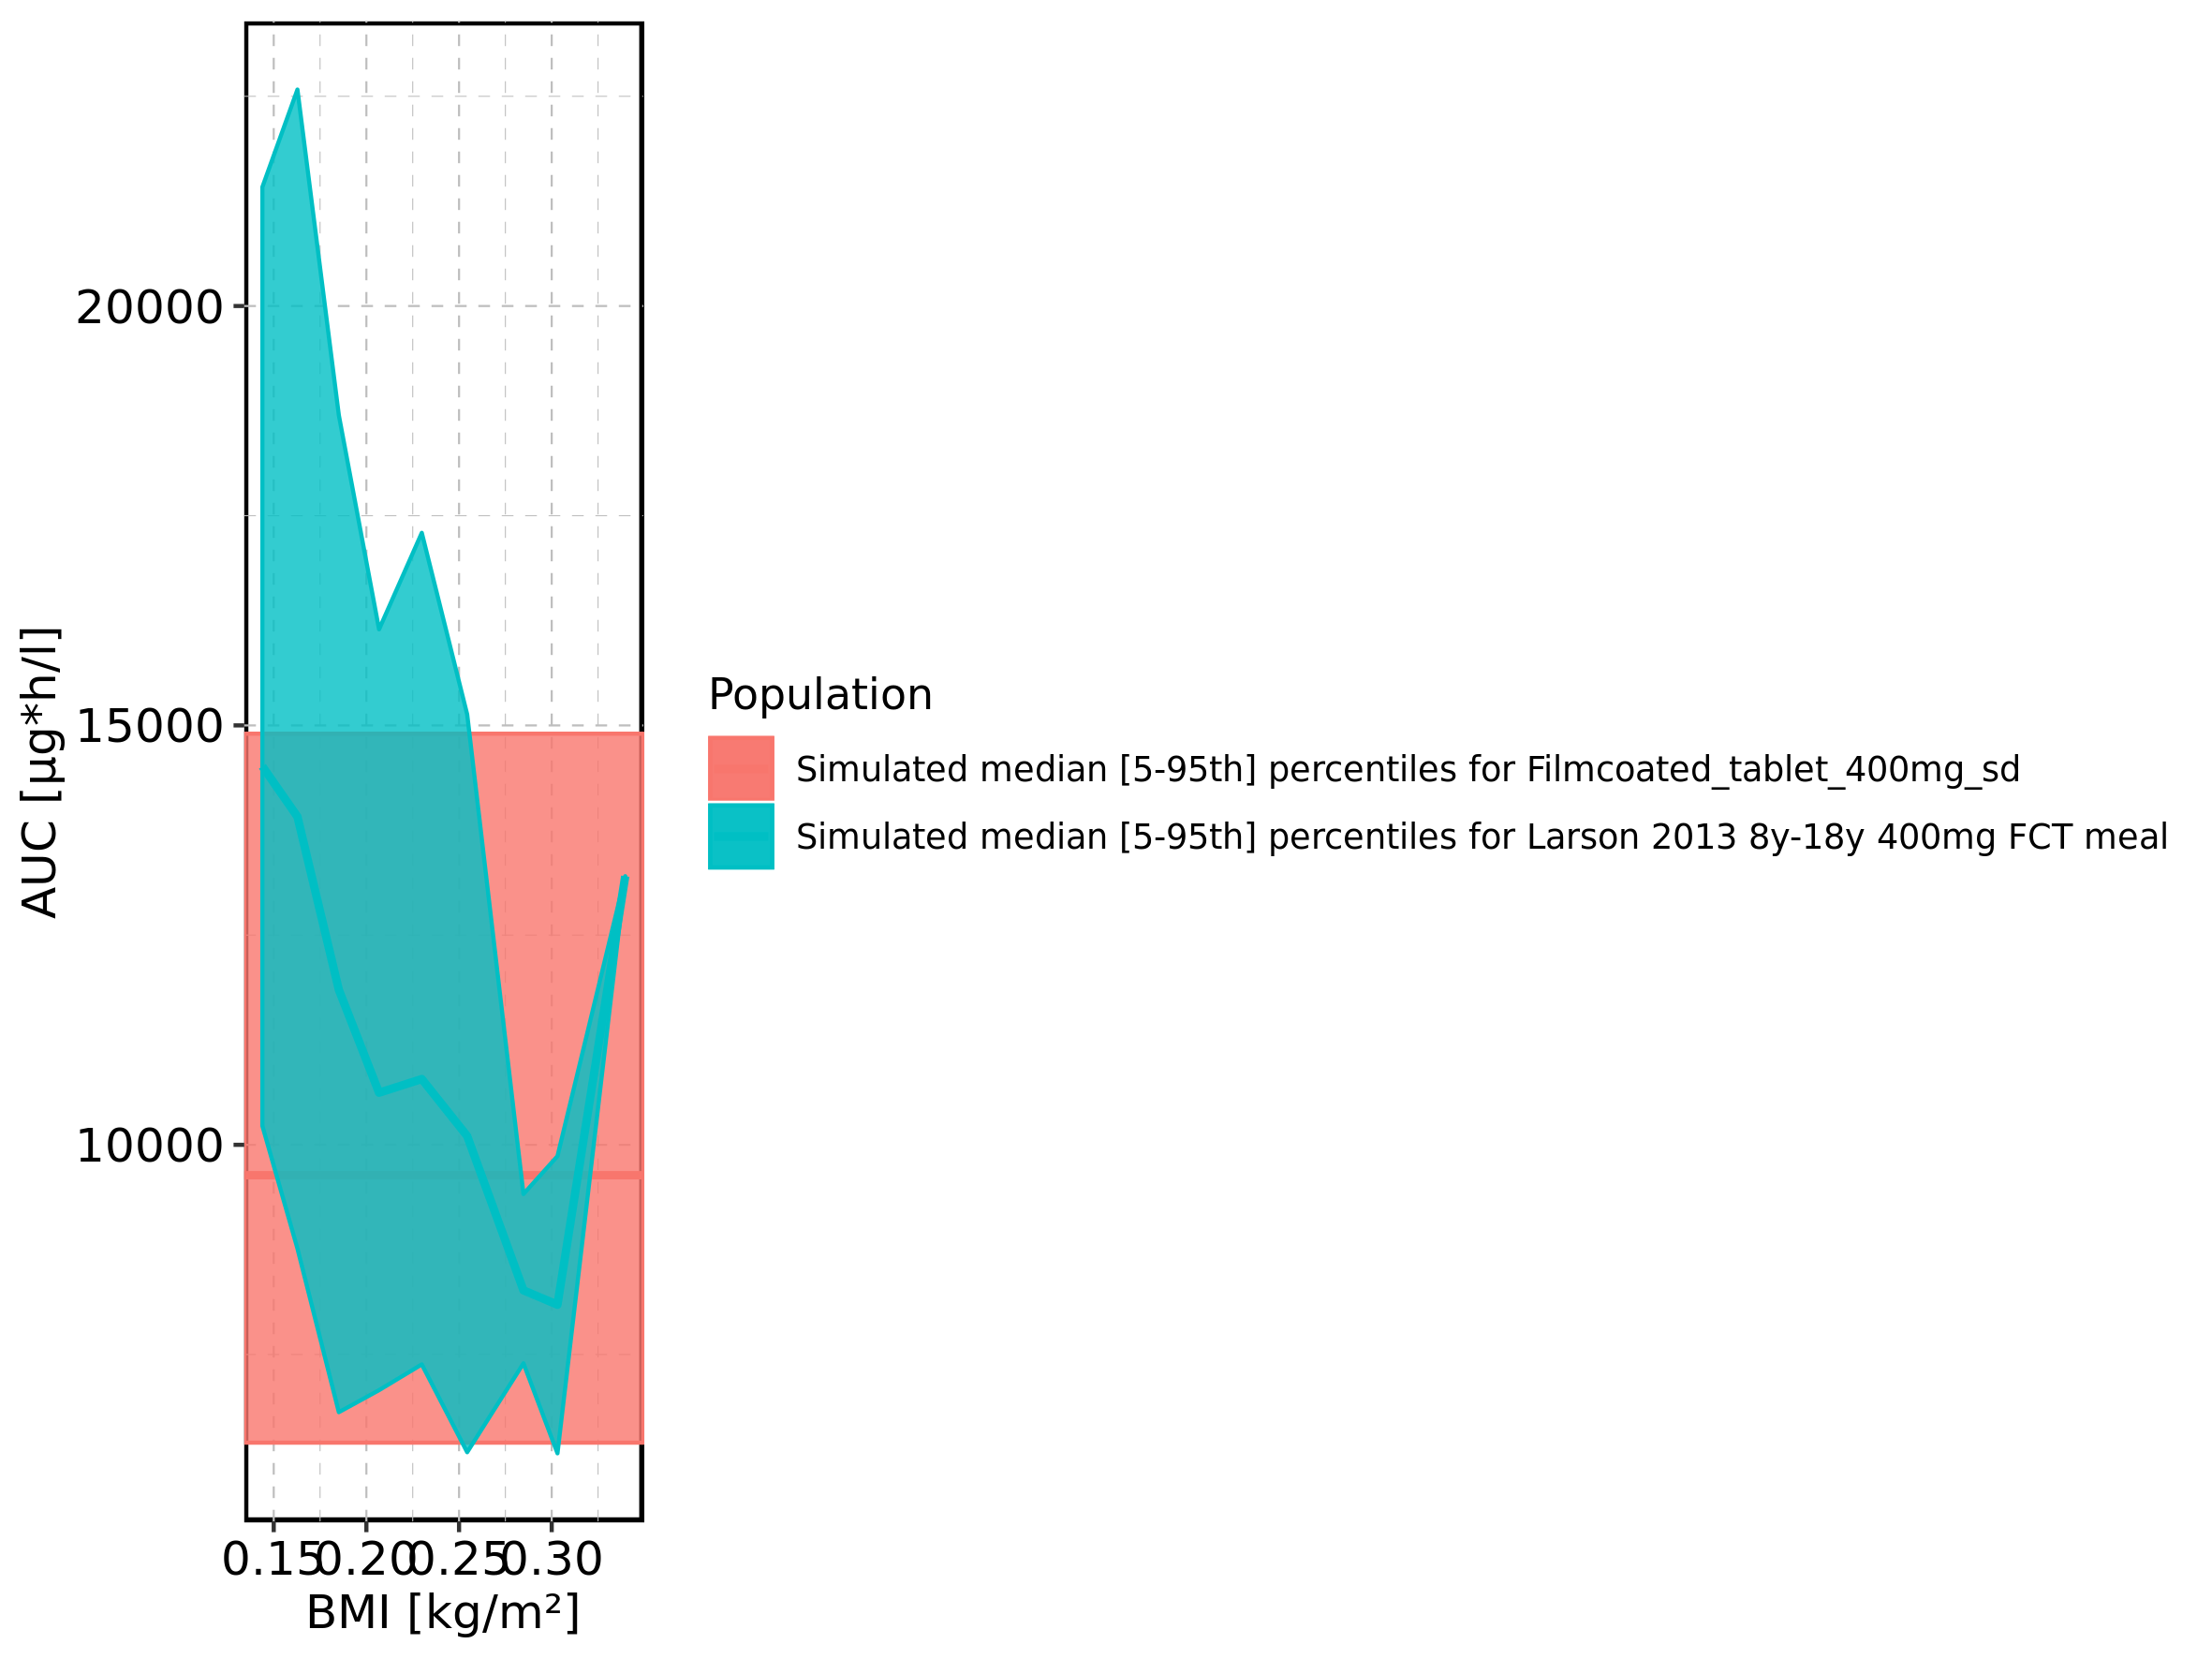 20000
15000
10000
AUC [µg*h/l]
0.15 0.20 0.25 0.30
BMI [kg/m²]
Population
Simulated median [5-95th] percentiles for Filmcoated_tablet_400mg_sd
Simulated median [5-95th] percentiles for Larson 2013 8y-18y 400mg FCT meal